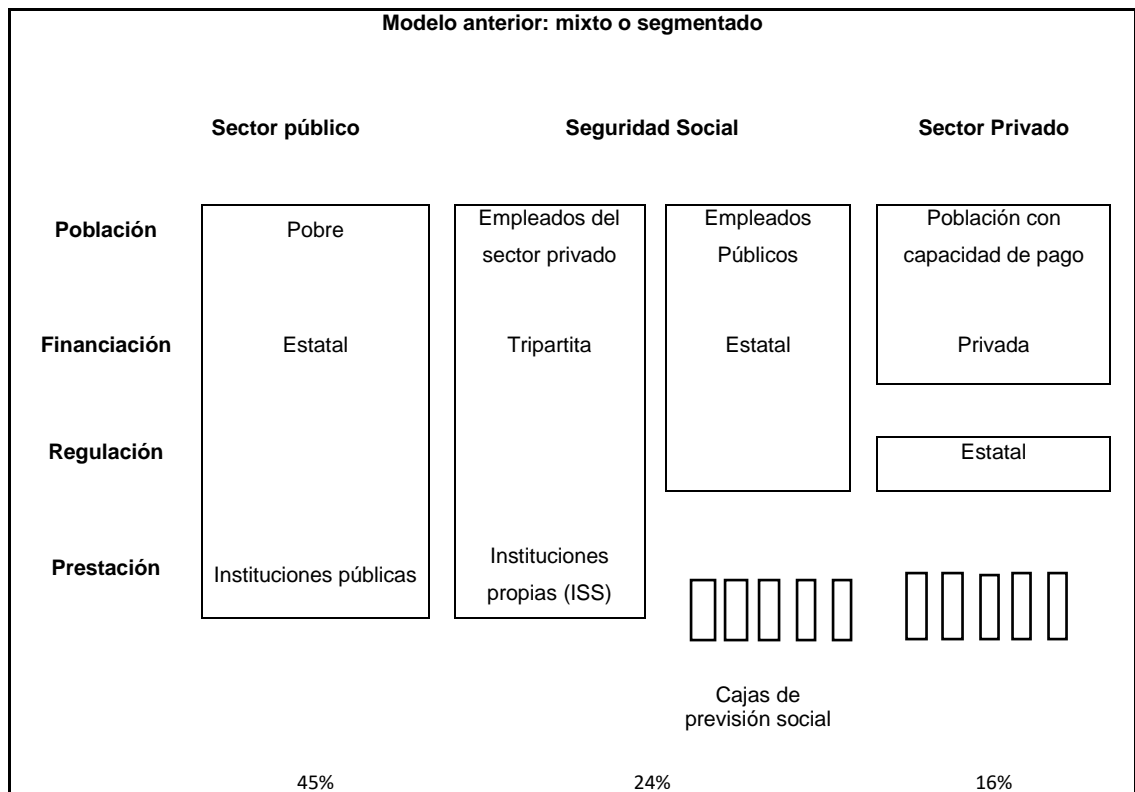 Modelo anterior: mixto o segmentado
Sector público
Seguridad Social
Sector Privado
Población
Pobre
Empleados del
sector privado
Empleados
Públicos
Población con
capacidad de pago
Financiación
Estatal
Tripartita
Estatal
Privada
Regulación
Estatal
Prestación
Instituciones públicas
Instituciones
propias (ISS)
Cajas de
previsión social
45%
24%
16%